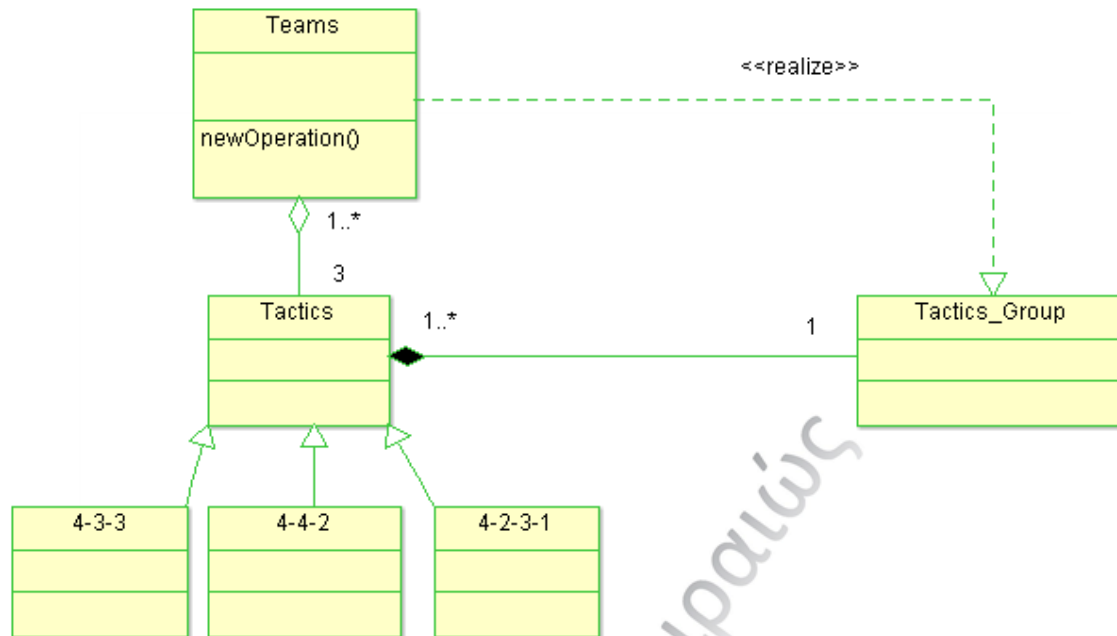 Teams
<<realize>>
newOperation()
1..*
3
Tactics
1..*
1
Tactics_Group
4-3-3
4-4-2
4-2-3-1